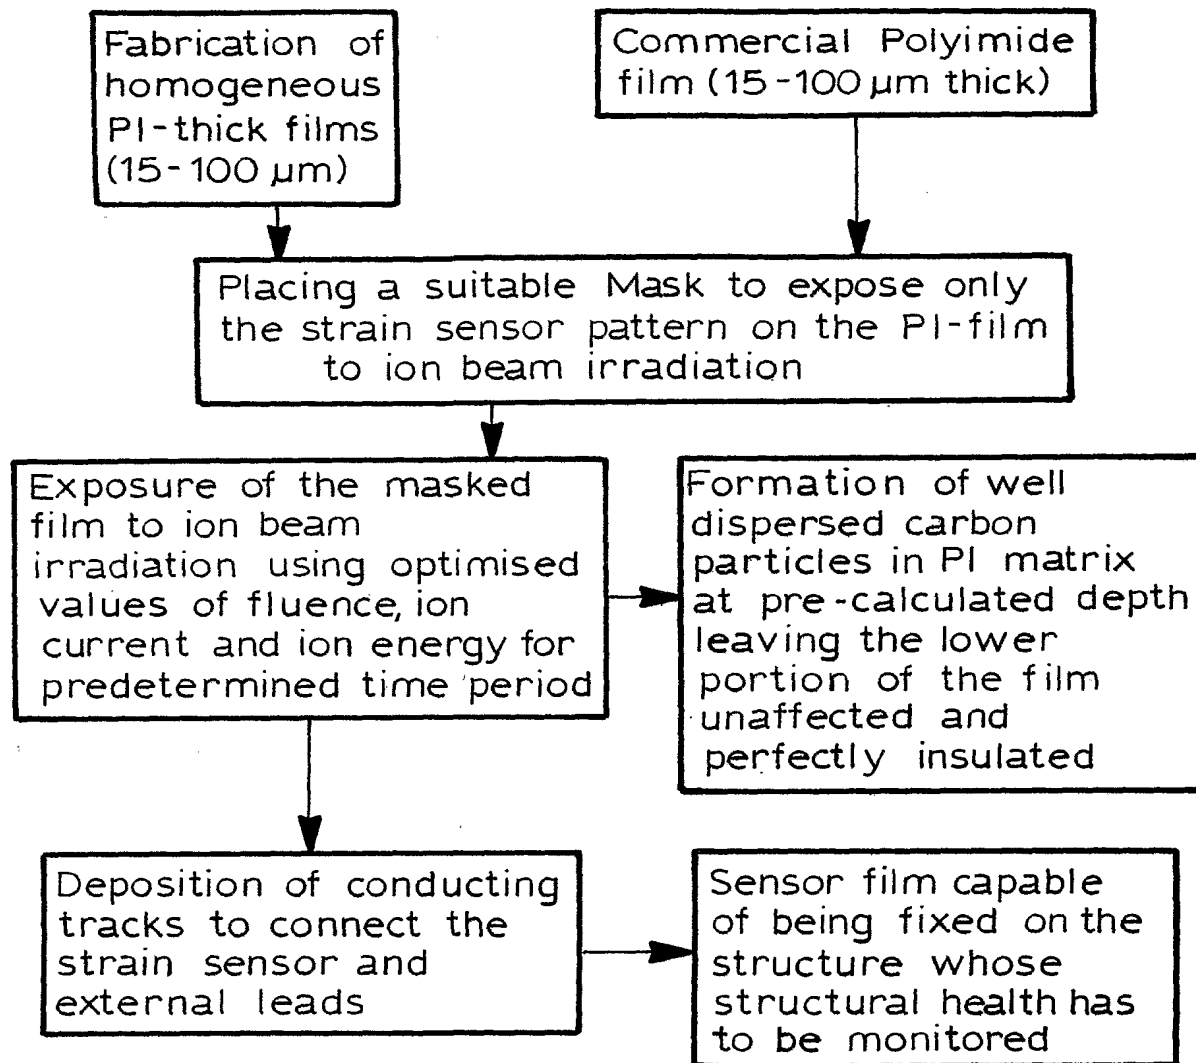 Fabrication of
homogeneous
PI-thick films
(15-100 µm)
Commercial Polyimide
film (15-100 µm thick)
Placing a suitable Mask to expose only
the strain sensor pattern on the PI-film
to ion beam irradiation
Exposure of the masked
film to ion beam
irradiation using optimised
values of fluence, ion
current and ion energy for
predetermined time period
Formation of well
dispersed carbon
particles in PI matrix
at pre-calculated depth
leaving the lower
portion of the film
unaffected and
perfectly insulated
Deposition of conducting
tracks to connect the
strain sensor and
external leads
Sensor film capable
of being fixed on the
structure whose
structural health has
to be monitored